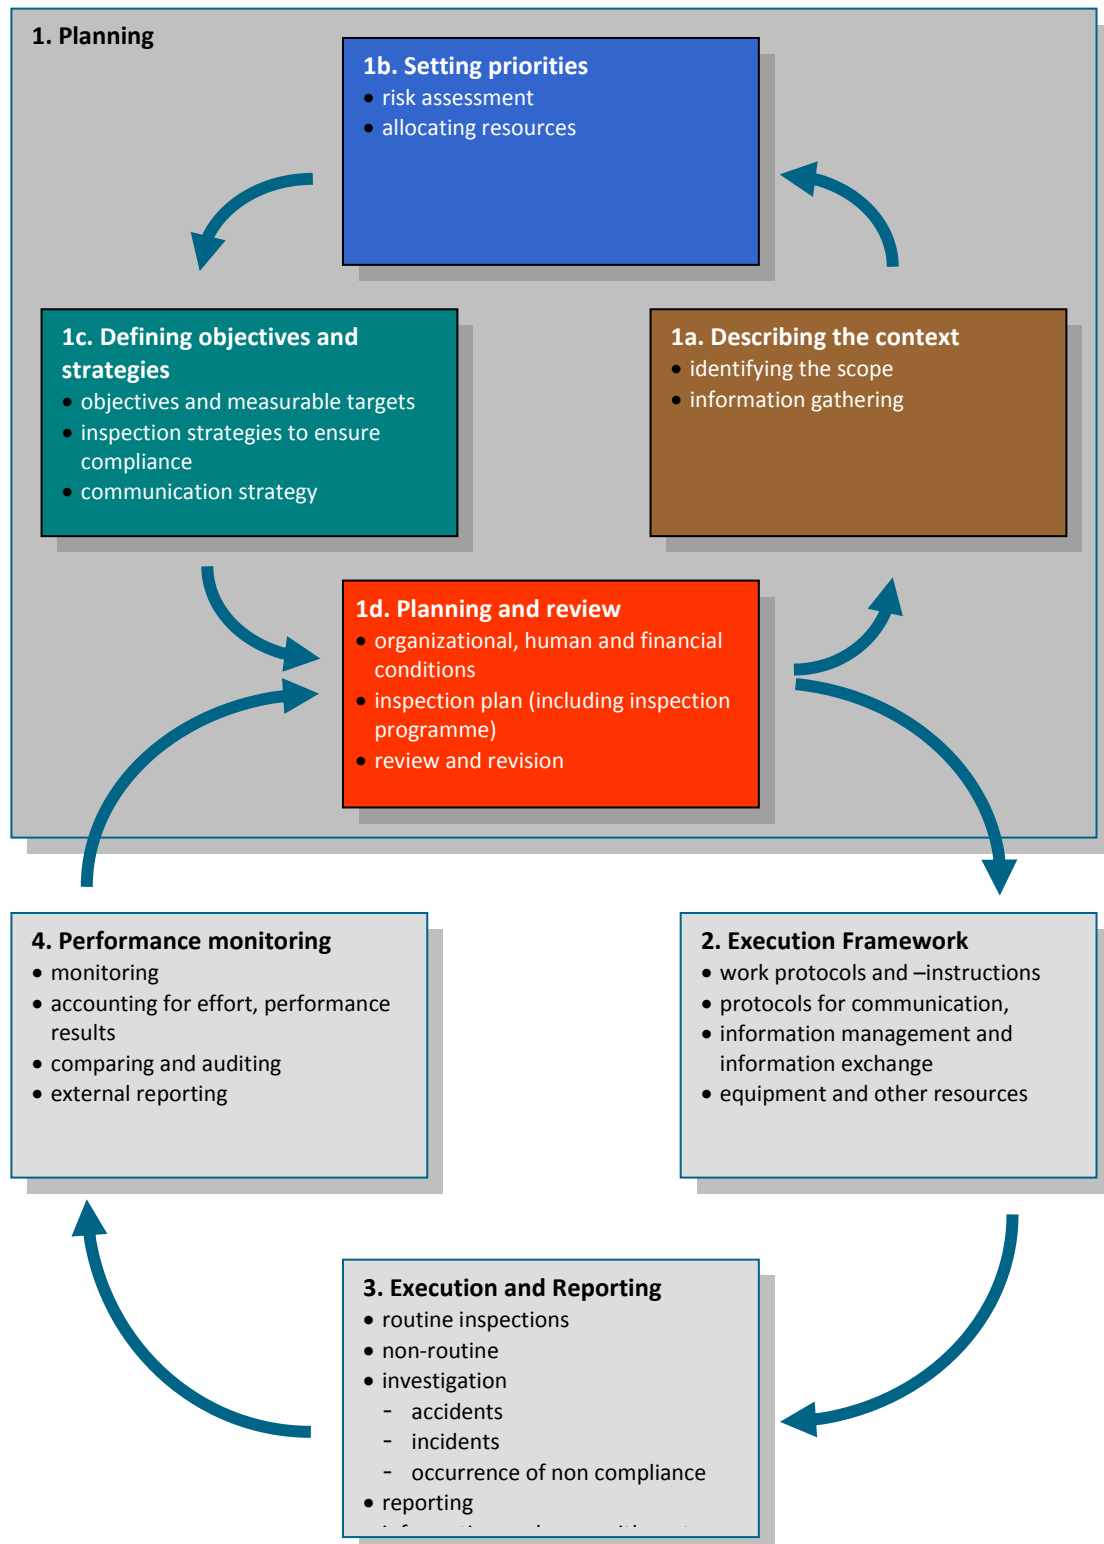 1. Planning
1b. Setting priorities
• risk assessment
• allocating resources
1c. Defining objectives and
strategies
• objectives and measurable targets
• inspection strategies to ensure
compliance
• communication strategy
1a. Describing the context
• identifying the scope
• information gathering
1d. Planning and review
• organizational, human and financial
conditions
• inspection plan (including inspection
programme)
• review and revision
4. Performance monitoring
• monitoring
• accounting for effort, performance
results
• comparing and auditing
• external reporting
2. Execution Framework
• work protocols and –instructions
• protocols for communication,
• information management and
information exchange
• equipment and other resources
3. Execution and Reporting
• routine inspections
• non-routine
• investigation
- accidents
- incidents
- occurrence of non compliance
• reporting